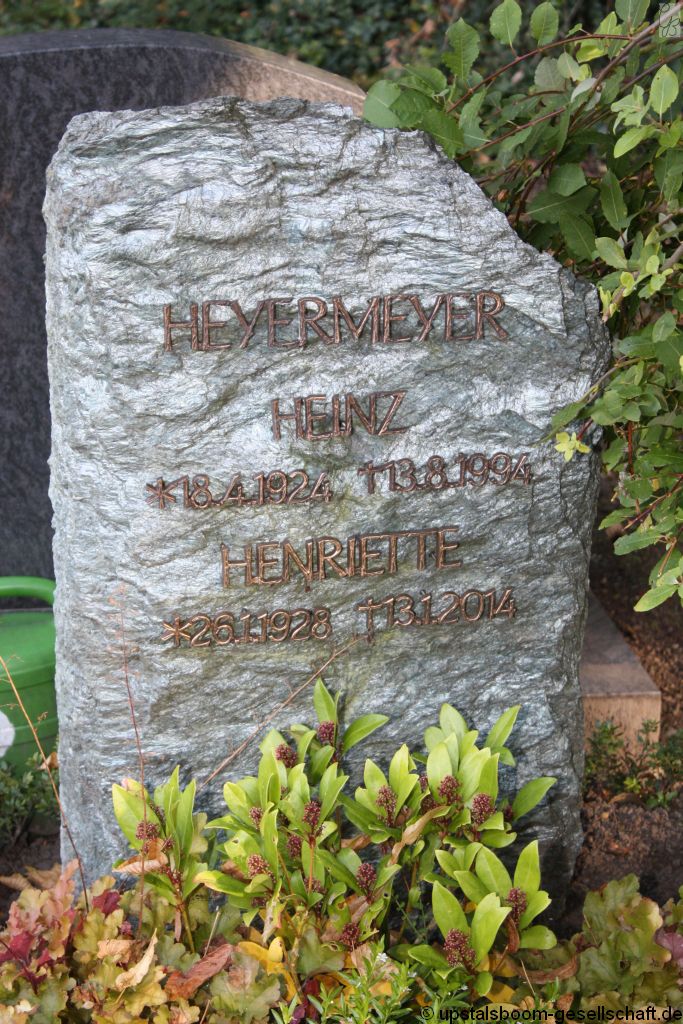 HEYERMEYER
HEINZ
*18.4.1924 †13.8.1994
HENRIETTE
*26.1.1928 †13.1.2014
© upstalsboom-gesellschaft.de